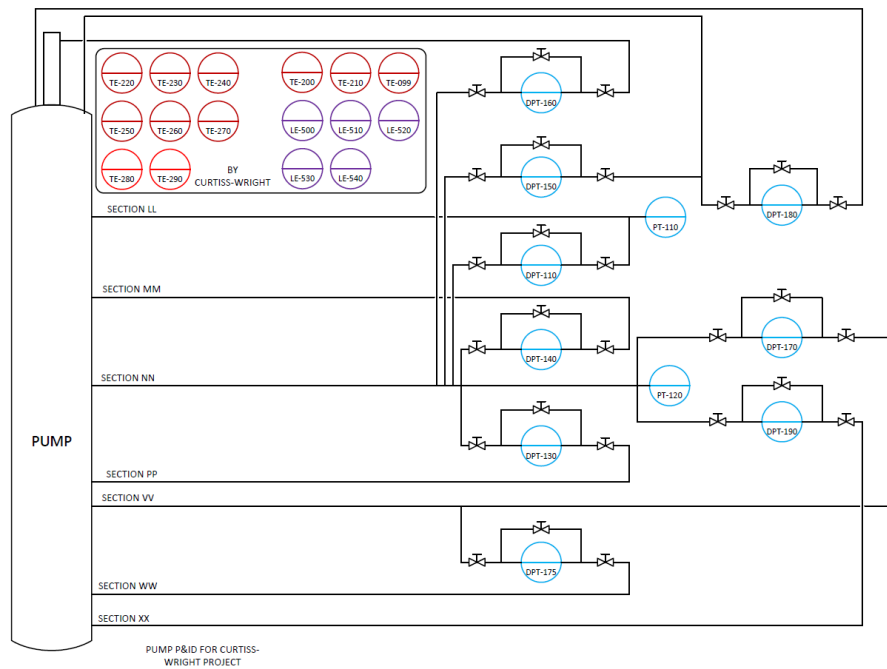 TE-220
TE-230
TE-240
TE-200
TE-210
TE-099
DPT-160
TE-250
TE-260
TE-270
LE-500
LE-510
LE-520
TE-280
TE-290
BY
CURTISS-WRIGHT
LE-530
LE-540
DPT-150
DPT-180
SECTION LL
PT-110
DPT-110
SECTION MM
DPT-140
DPT-170
SECTION NN
PT-120
DPT-190
PUMP
DPT-130
SECTION PP
SECTION VV
DPT-175
SECTION WW
SECTION XX
PUMP P&ID FOR CURTISS-
WRIGHT PROJECT